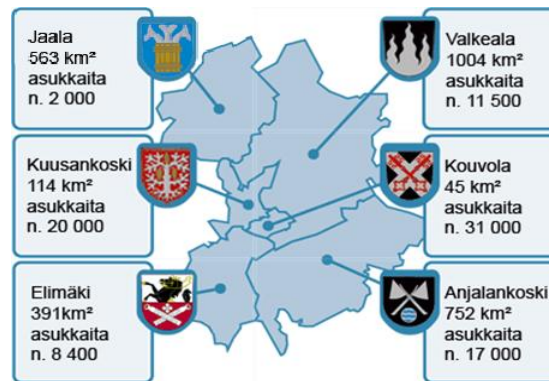 Jaala
563 km²
asukkaita
n. 2 000
Valkeala
1004 km²
asukkaita
n. 11 500
Kuusankoski
114 km²
asukkaita
n. 20 000
Kouvola
45 km²
asukkaita
n. 31 000
Elimäki
391km²
asukkaita
n. 8 400
Anjalankoski
752 km²
asukkaita
n. 17 000